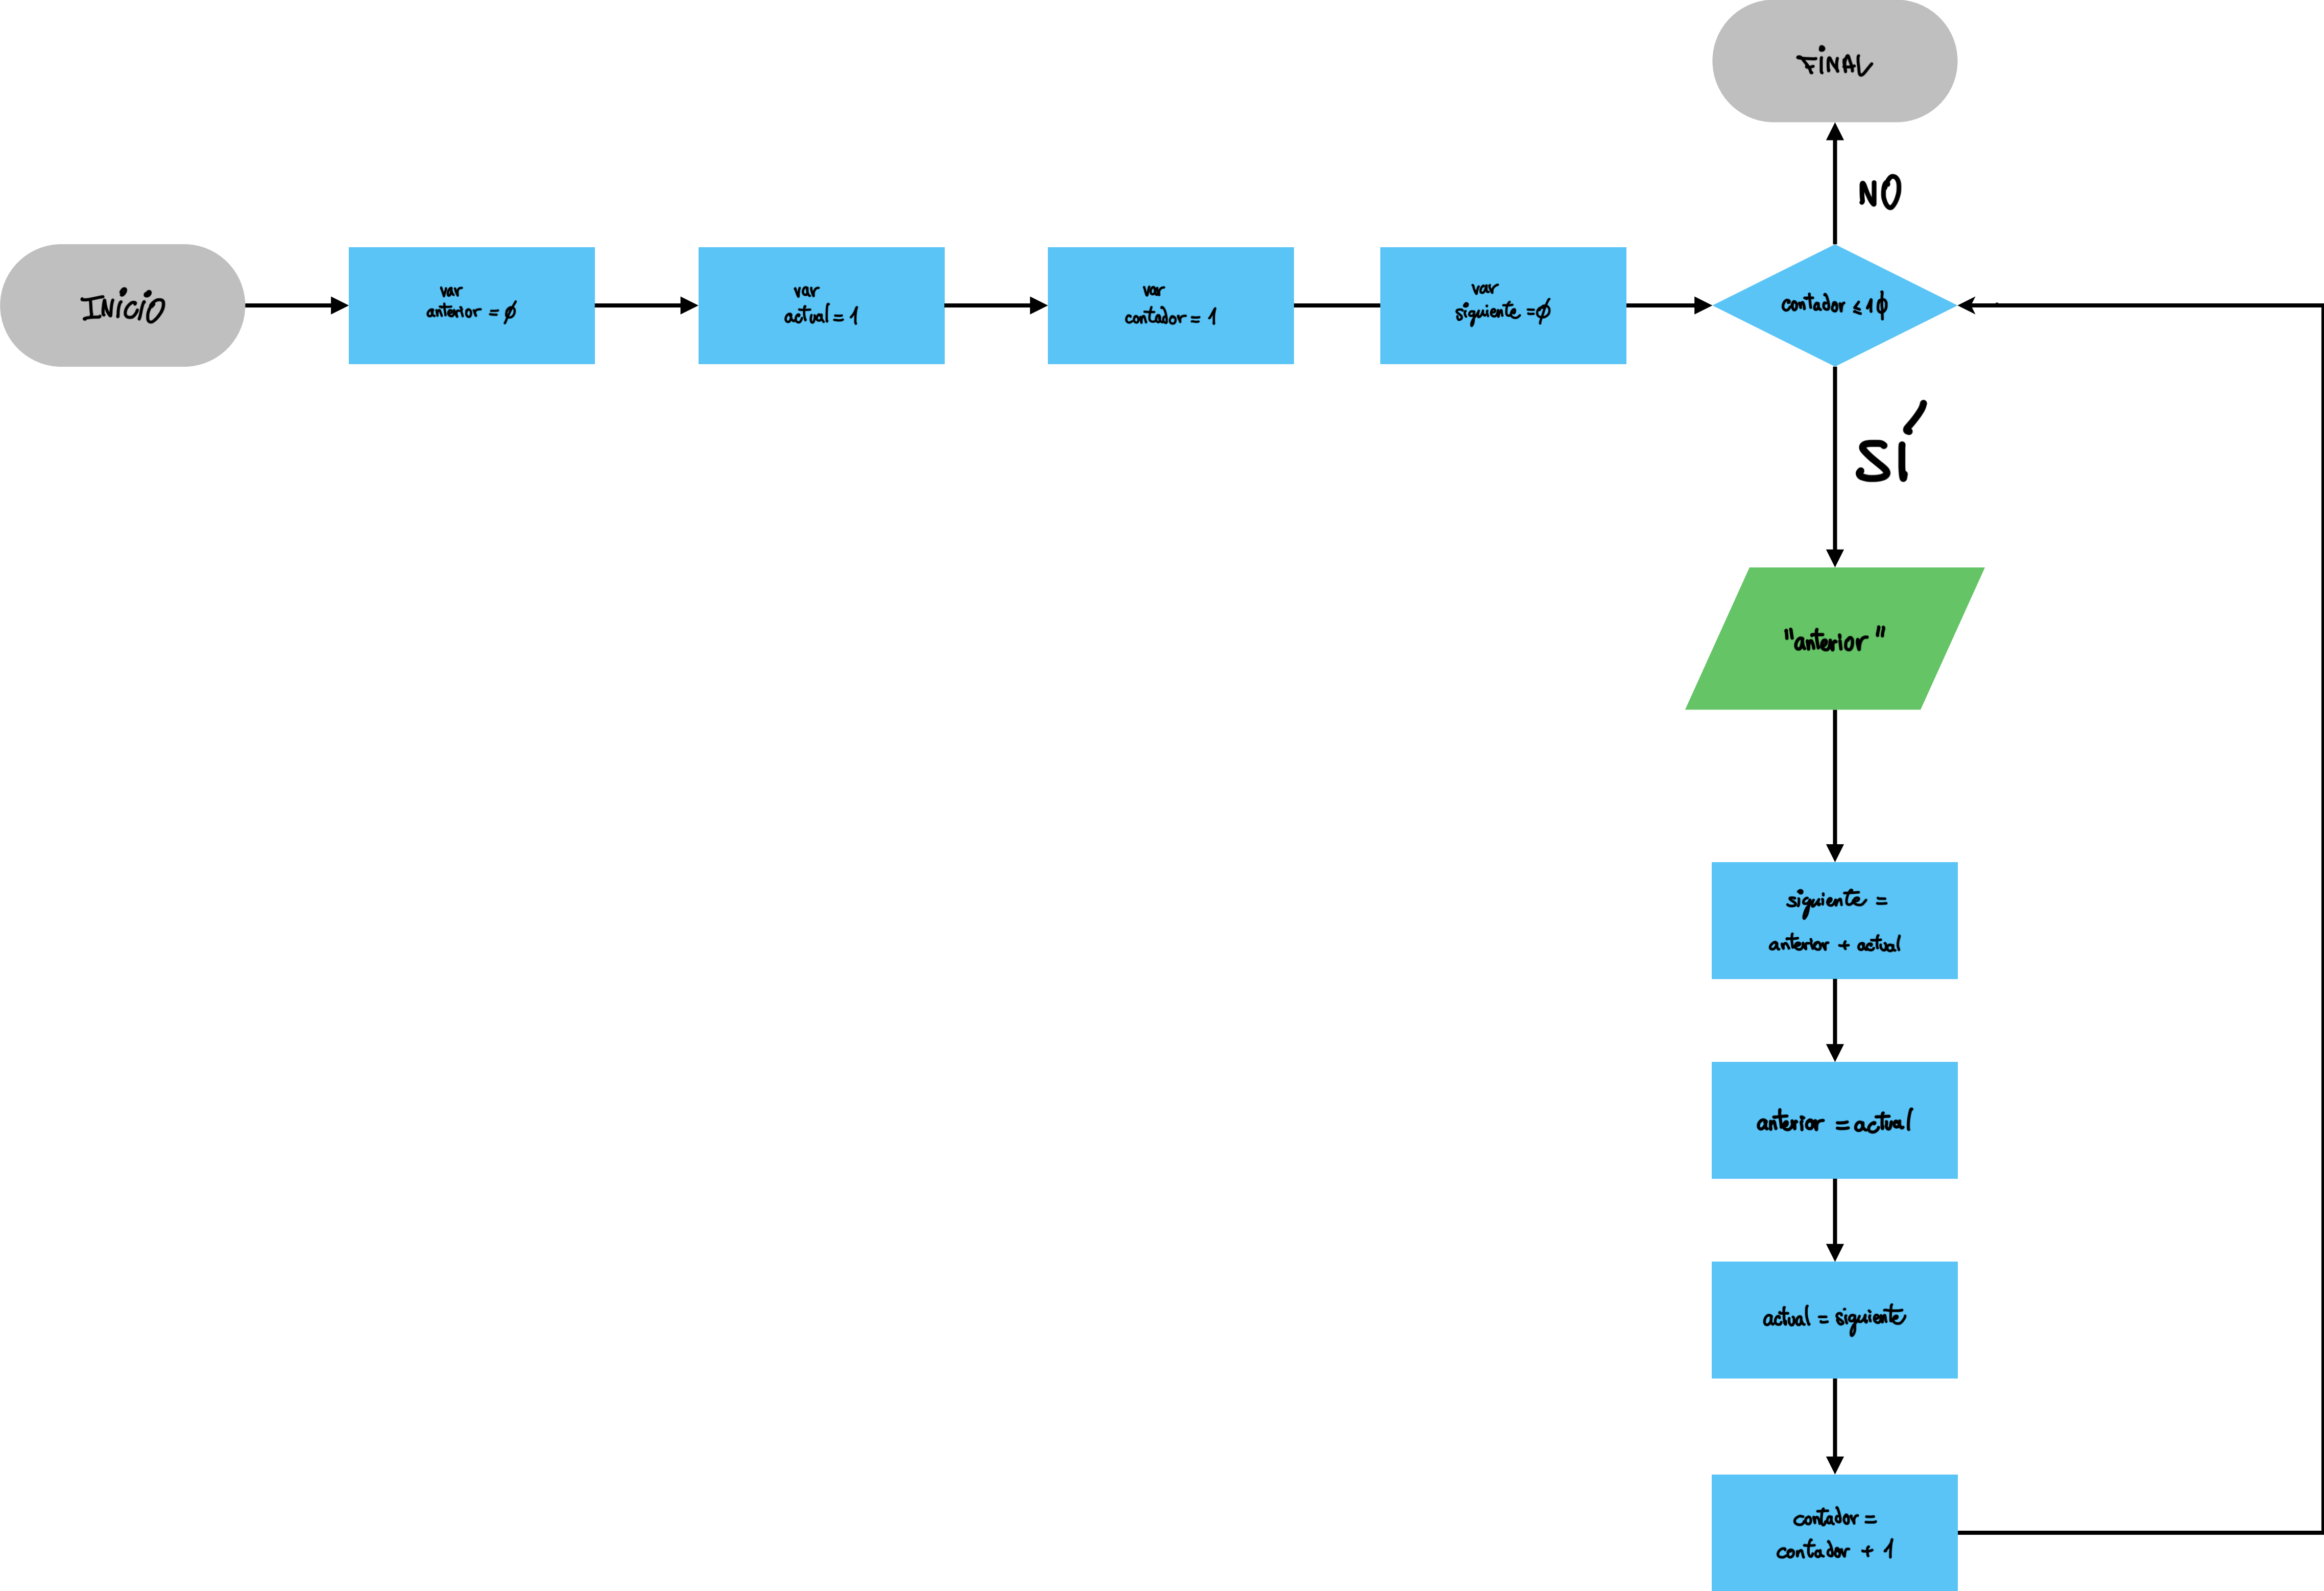 INICIO
var
anterior = ø
var
actual = 1
var
contador = 1
var
siguiente = ø
contador ≤ 1ø
NO
FINAL
SÍ
"anterior"
siguiente =
anterior + actual
anterior = actual
actual = siguiente
contador =
contador + 1